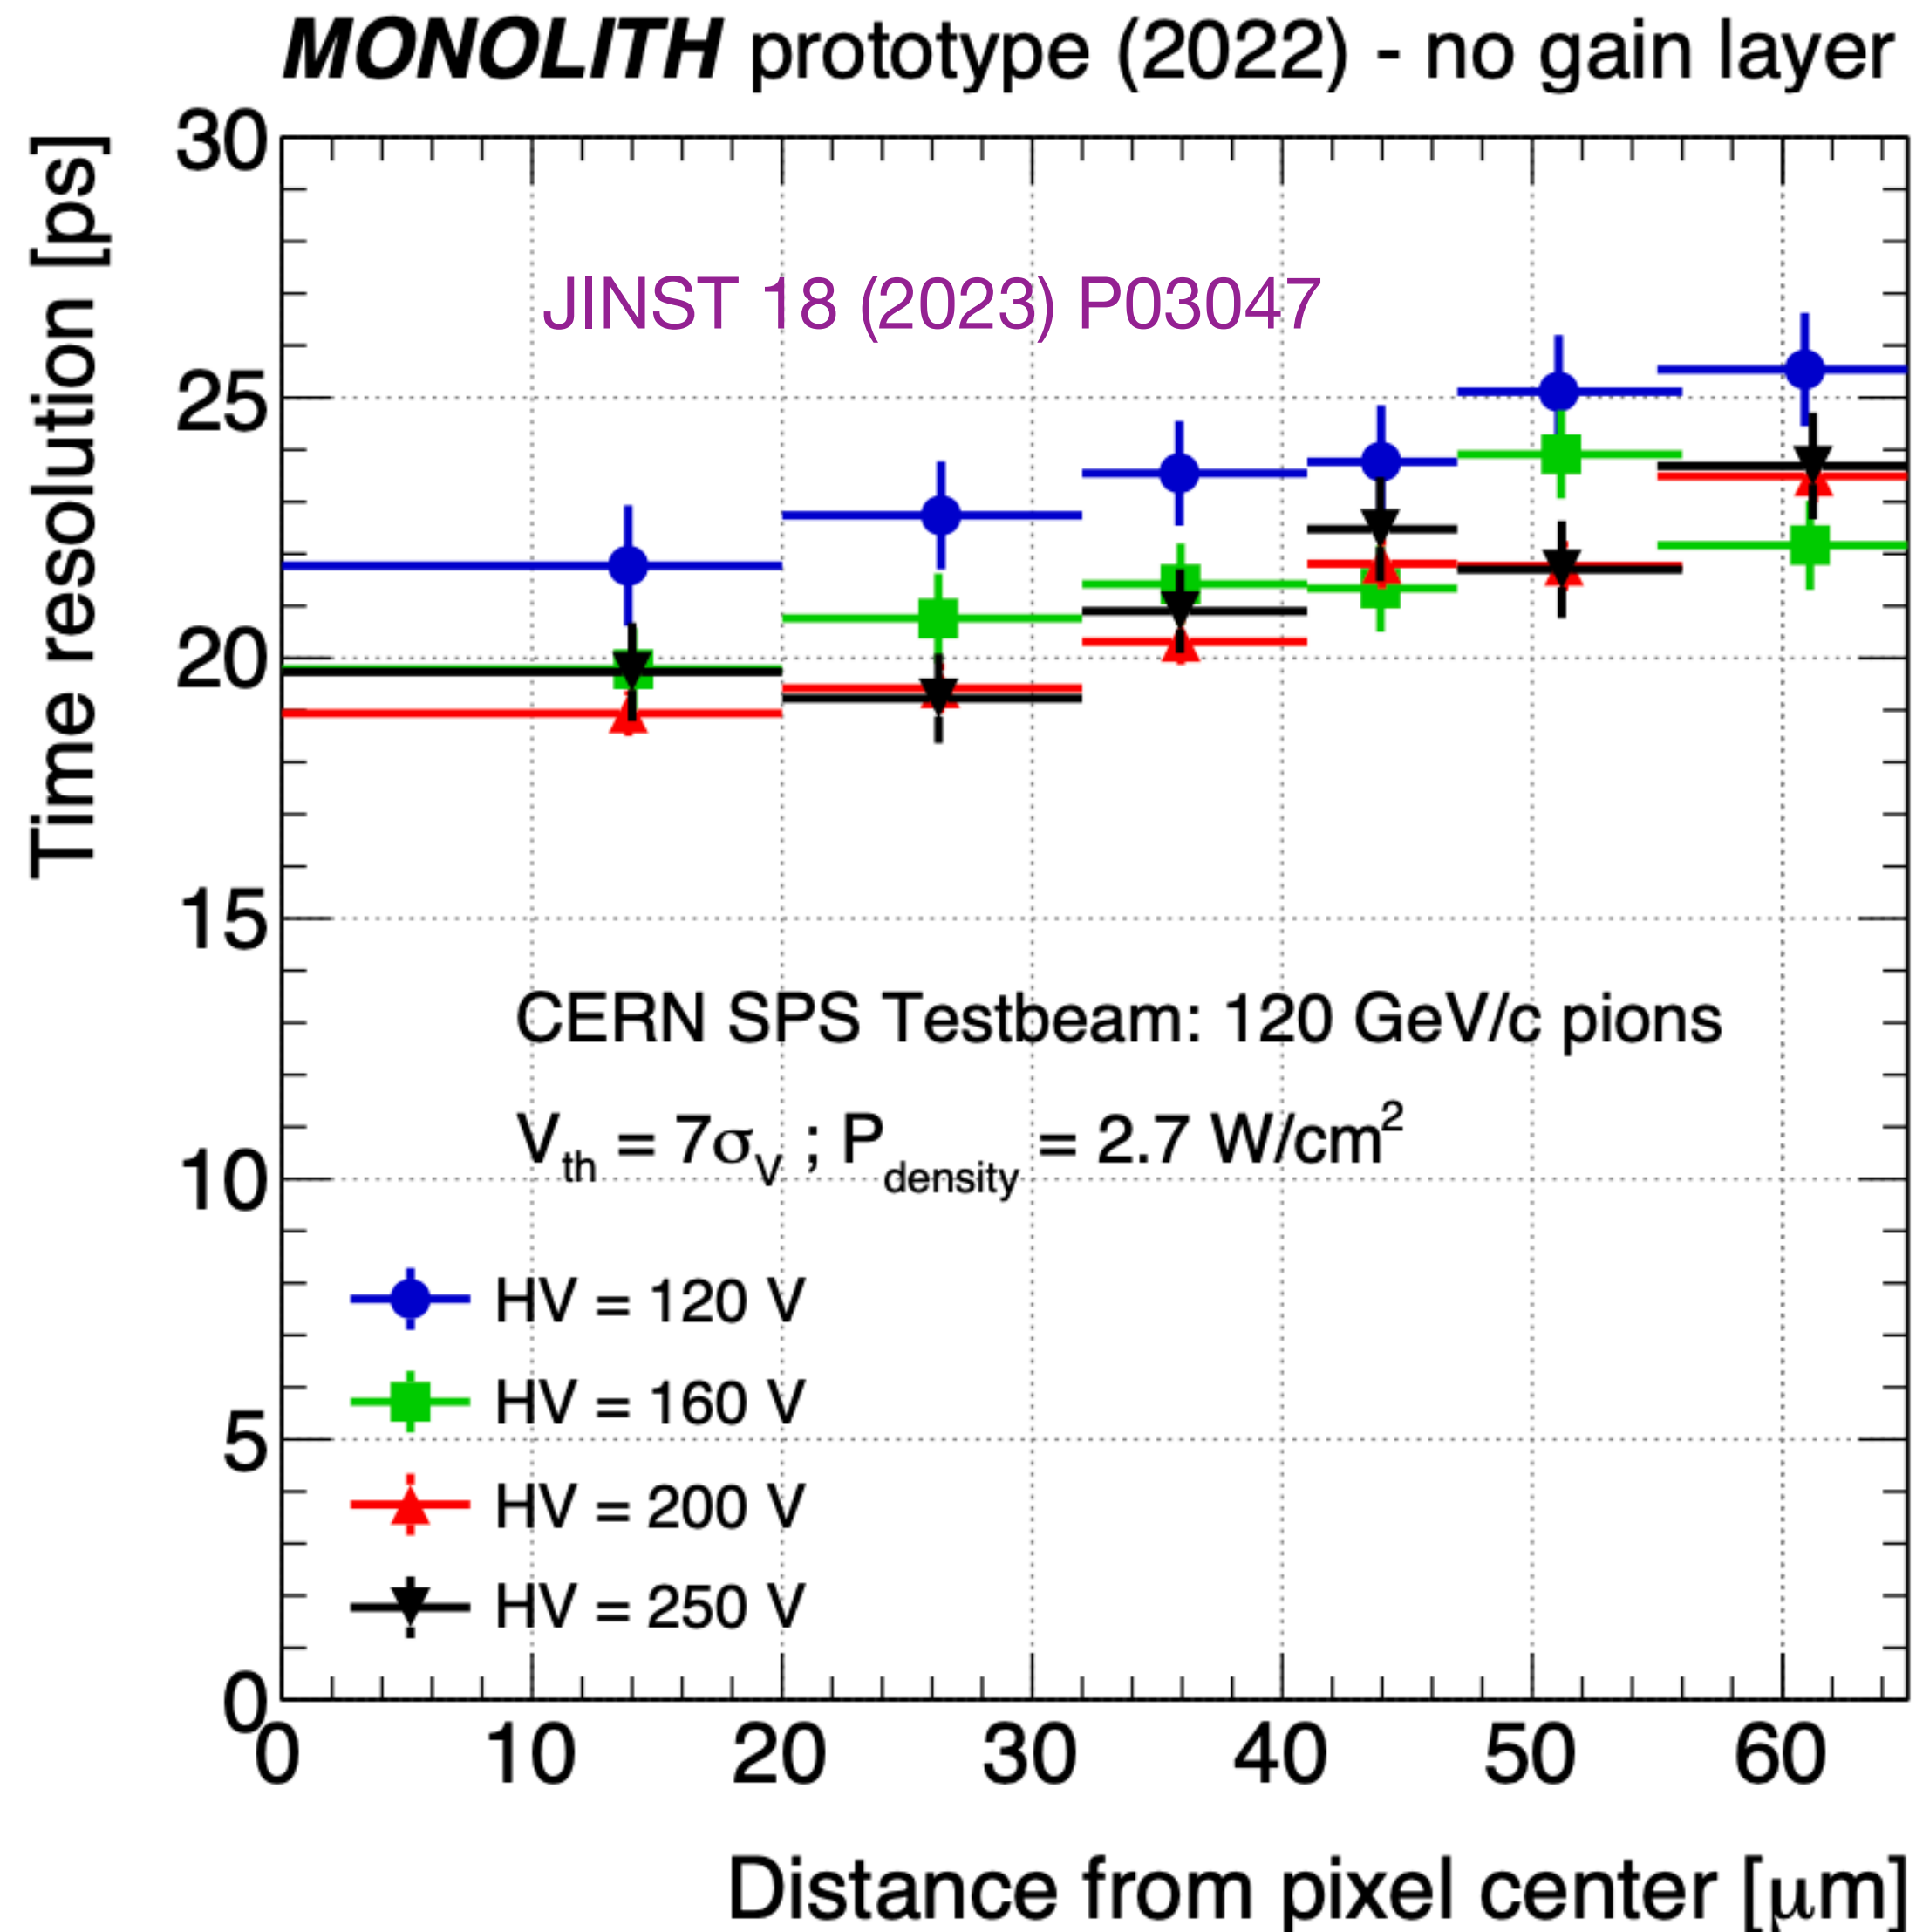 MONOLITH prototype (2022) - no gain layer
Time resolution [ps]
30
25
20
15
10
5
0
JINST 18 (2023) P03047
CERN SPS Testbeam: 120 GeV/c pions
V_th = 7σ_V ; P_density = 2.7 W/cm²
HV = 120 V
HV = 160 V
HV = 200 V
HV = 250 V
0 10 20 30 40 50 60
Distance from pixel center [μm]